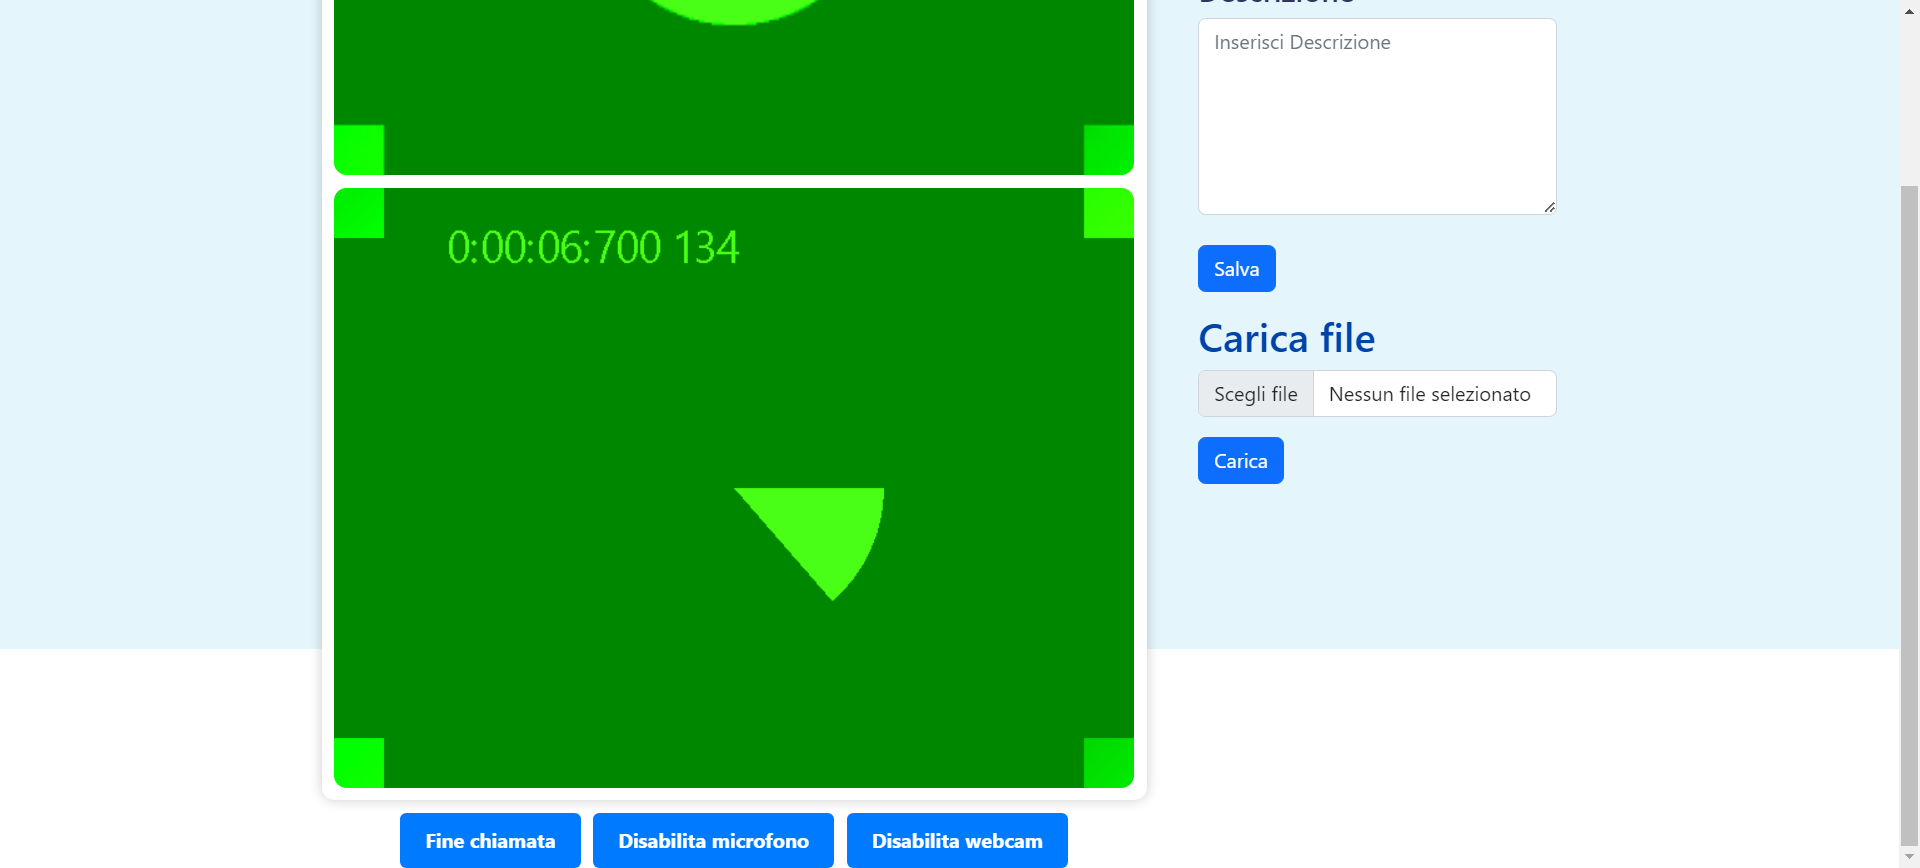 Descrizione
Inserisci Descrizione
0:00:06:700 134
Salva
Carica file
Scegli file Nessun file selezionato
Carica
Fine chiamata Disabilita microfono Disabilita webcam